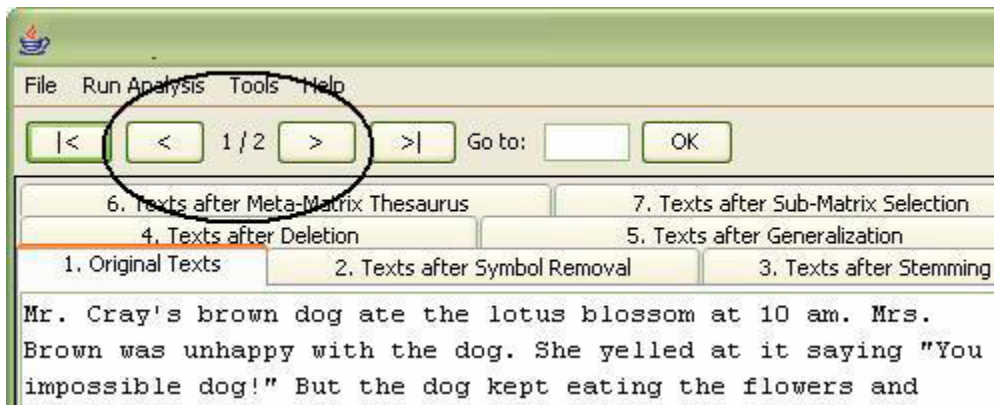 File Run Analysis Tools Help
|< < 1 / 2 > >| Go to: OK
6. Texts after Meta-Matrix Thesaurus 7. Texts after Sub-Matrix Selection
4. Texts after Deletion 5. Texts after Generalization
1. Original Texts 2. Texts after Symbol Removal 3. Texts after Stemming
Mr. Cray's brown dog ate the lotus blossom at 10 am. Mrs.
Brown was unhappy with the dog. She yelled at it saying "You
impossible dog!" But the dog kept eating the flowers and